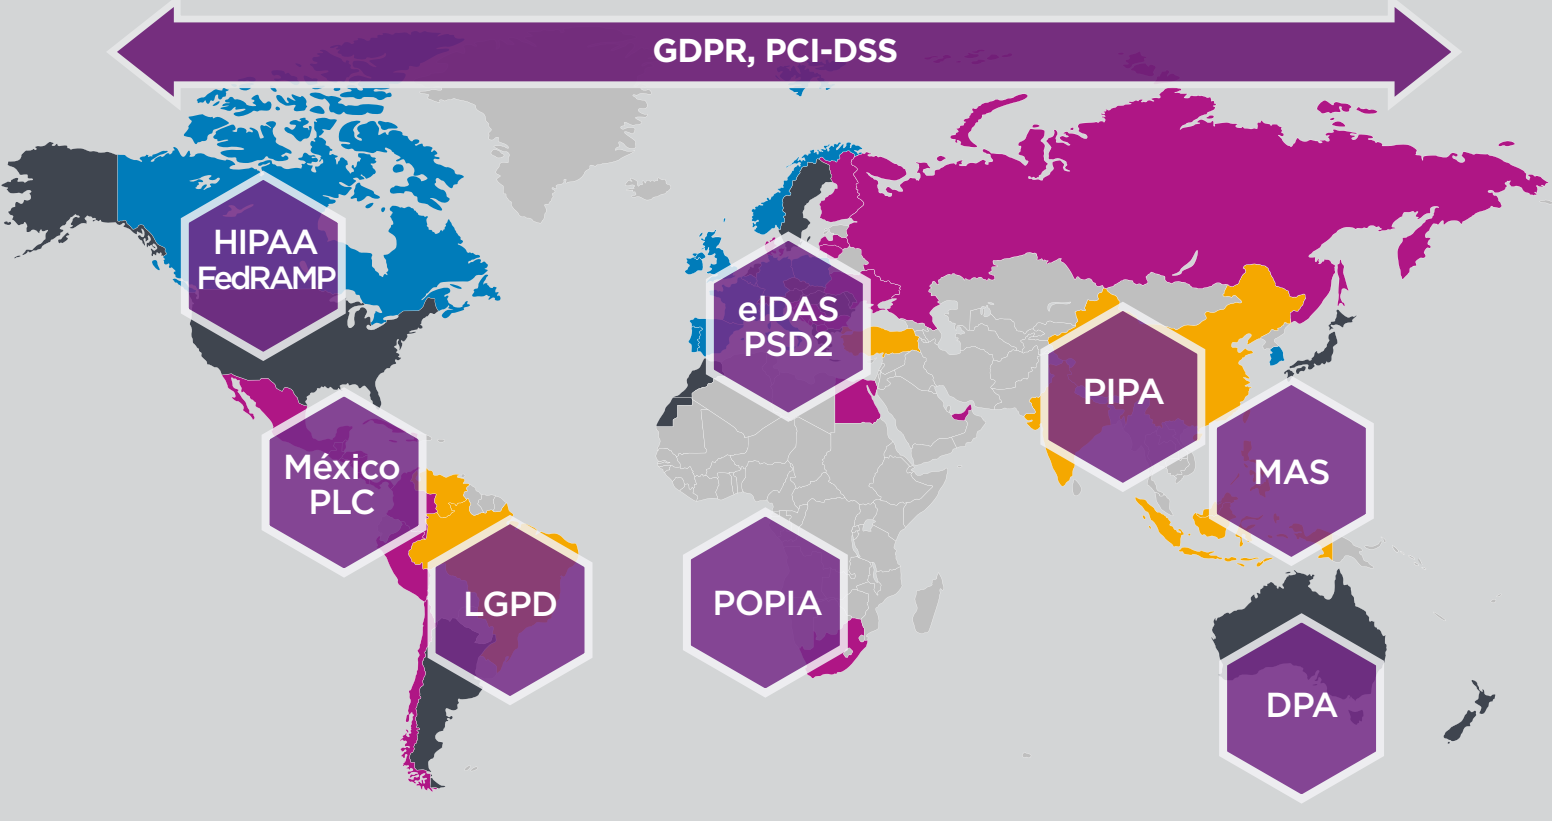 GDPR, PCI-DSS
HIPAA
FedRAMP
eIDAS
PSD2
PIPA
México
PLC
MAS
LGPD
POPIA
DPA